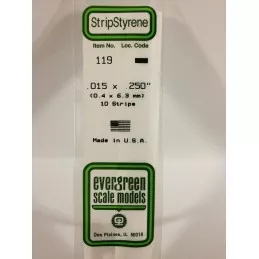 StripStyrene
Item No. Loc. Code
119
.015 x .250"
(0.4 x 6.3 mm)
10 Strips
Made in U.S.A.
evergreen
scale models
Des Plaines, IL 60018